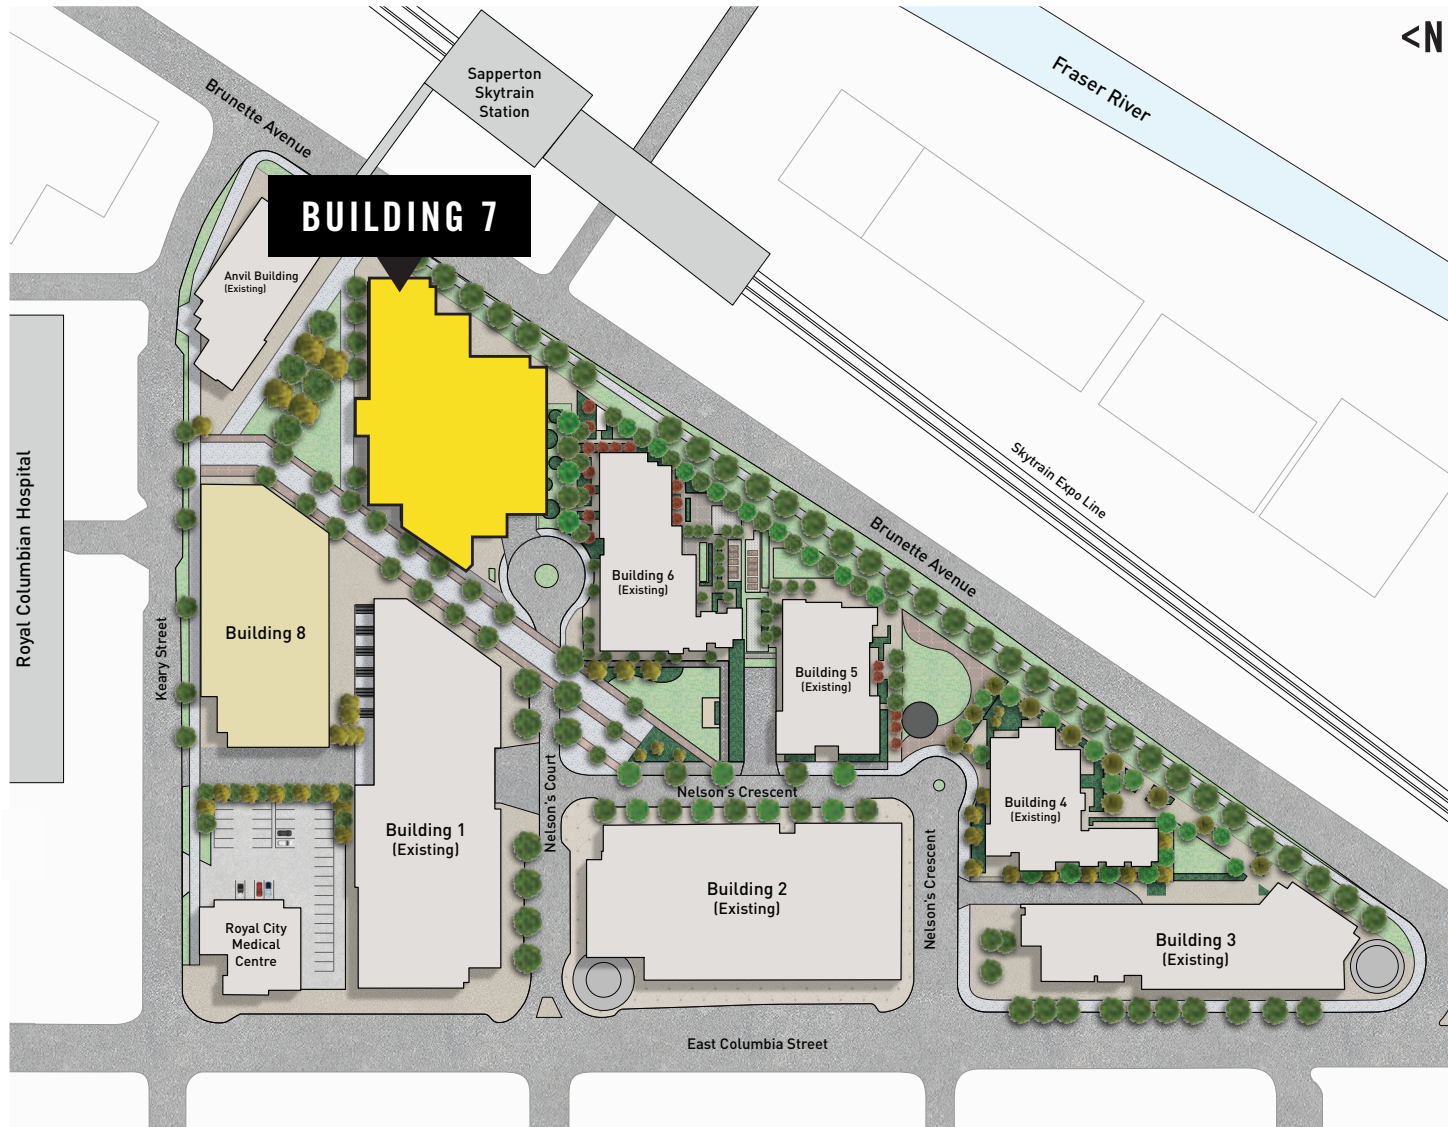 <N
Sapperton
Skytrain
Station
Fraser River
Brunette Avenue
BUILDING 7
Anvil Building
(Existing)
Skytrain Expo Line
Royal Columbian Hospital
Brunette Avenue
Building 6
(Existing)
Building 8
Keary Street
Building 5
(Existing)
Nelson's Court
Nelson's Crescent
Building 4
(Existing)
Building 1
(Existing)
Nelson's Crescent
Building 2
(Existing)
Royal City
Medical
Centre
Building 3
(Existing)
East Columbia Street